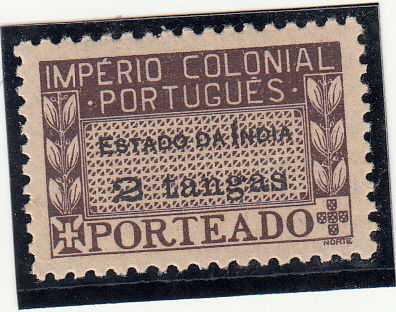 IMPÉRIO COLONIAL
·PORTUGUÊS·
ESTADO DA ÍNDIA
2 tangas
PORTEADO
NORTE